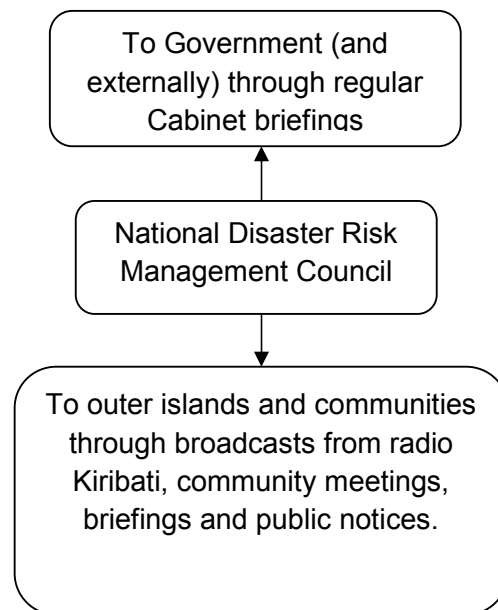 To Government (and
externally) through regular
Cabinet briefings
National Disaster Risk
Management Council
To outer islands and communities
through broadcasts from radio
Kiribati, community meetings,
briefings and public notices.